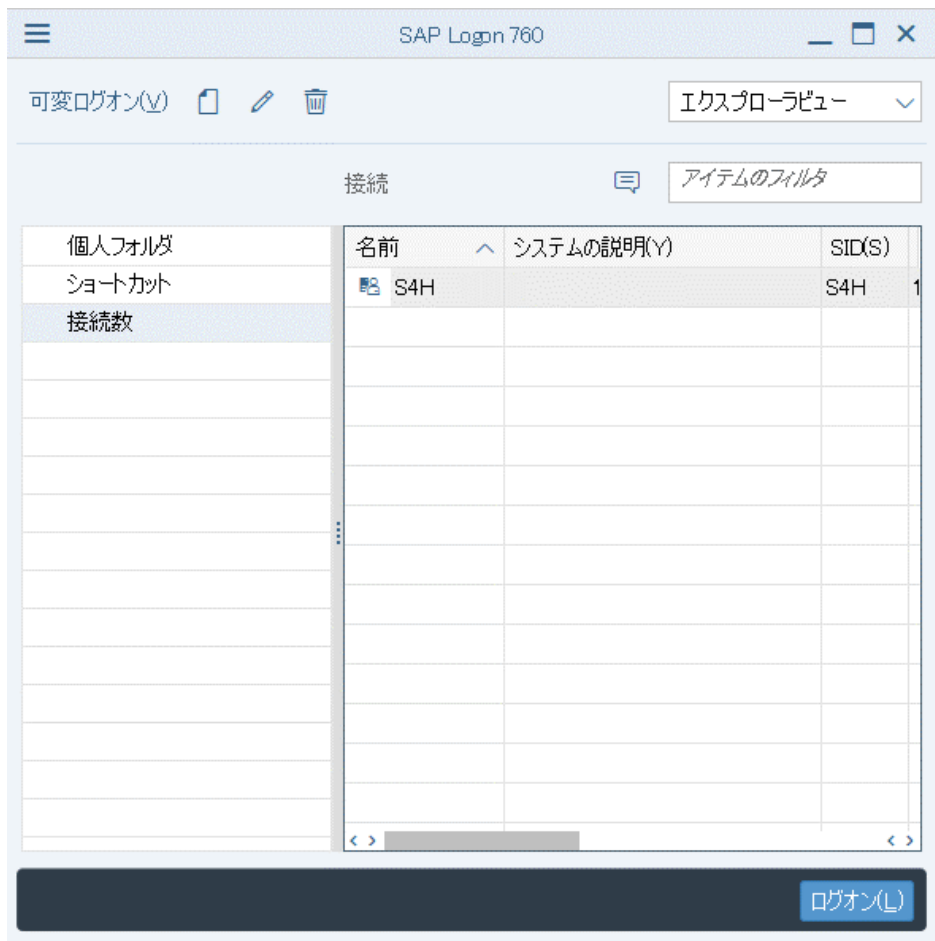 SAP Logon 760
可変ログオン(V)
エクスプローラビュー
接続
アイテムのフィルタ
個人フォルダ
ショートカット
接続数
名前 システムの説明(Y) SID(S)
S4H S4H 1
ログオン(L)